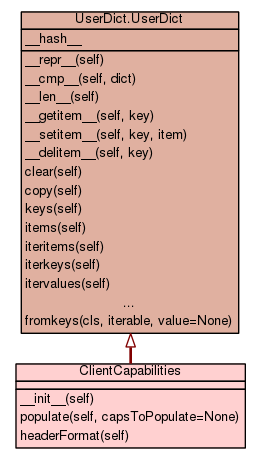 UserDict.UserDict
__hash__
__repr__(self)
__cmp__(self, dict)
__len__(self)
__getitem__(self, key)
__setitem__(self, key, item)
__delitem__(self, key)
clear(self)
copy(self)
keys(self)
items(self)
iteritems(self)
iterkeys(self)
itervalues(self)
...
fromkeys(cls, iterable, value=None)
ClientCapabilities
__init__(self)
populate(self, capsToPopulate=None)
headerFormat(self)